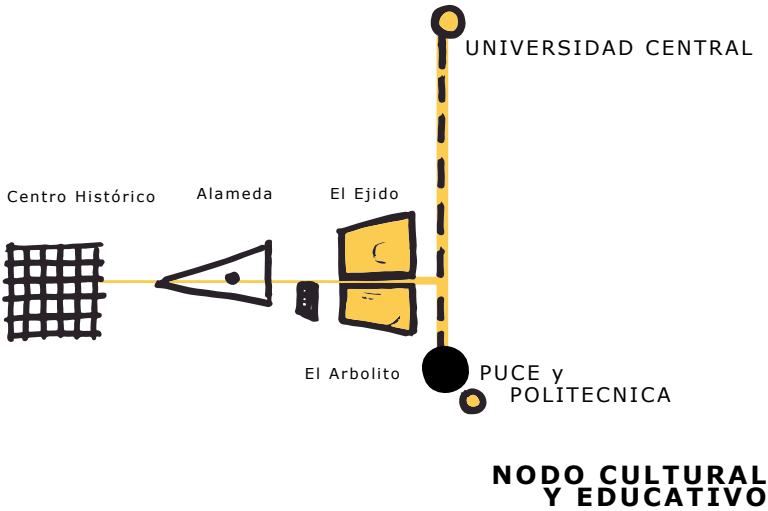 UNIVERSIDAD CENTRAL
Centro Histórico
Alameda
El Ejido
El Arbolito
PUCE y
POLITECNICA
NODO CULTURAL
Y EDUCATIVO